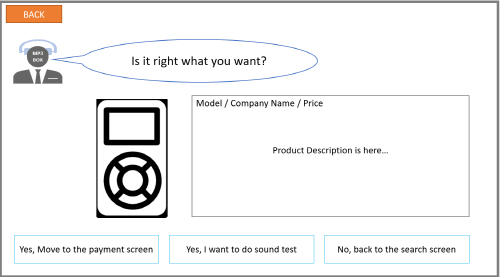 BACK
MP3
BOX
Is it right what you want?
Model / Company Name / Price
Product Description is here...
Yes, Move to the payment screen
Yes, I want to do sound test
No, back to the search screen